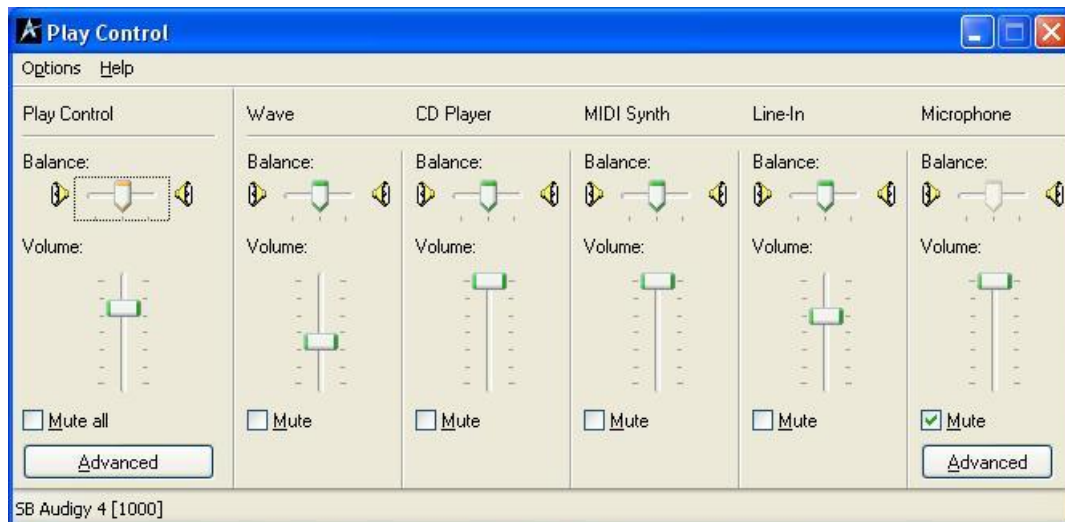 Play Control
Options Help
Play Control Wave CD Player MIDI Synth Line-In Microphone
Balance: Balance: Balance: Balance: Balance: Balance:
Volume: Volume: Volume: Volume: Volume: Volume:
Mute all Mute Mute Mute Mute Mute
Advanced Advanced
SB Audigy 4 [1000]